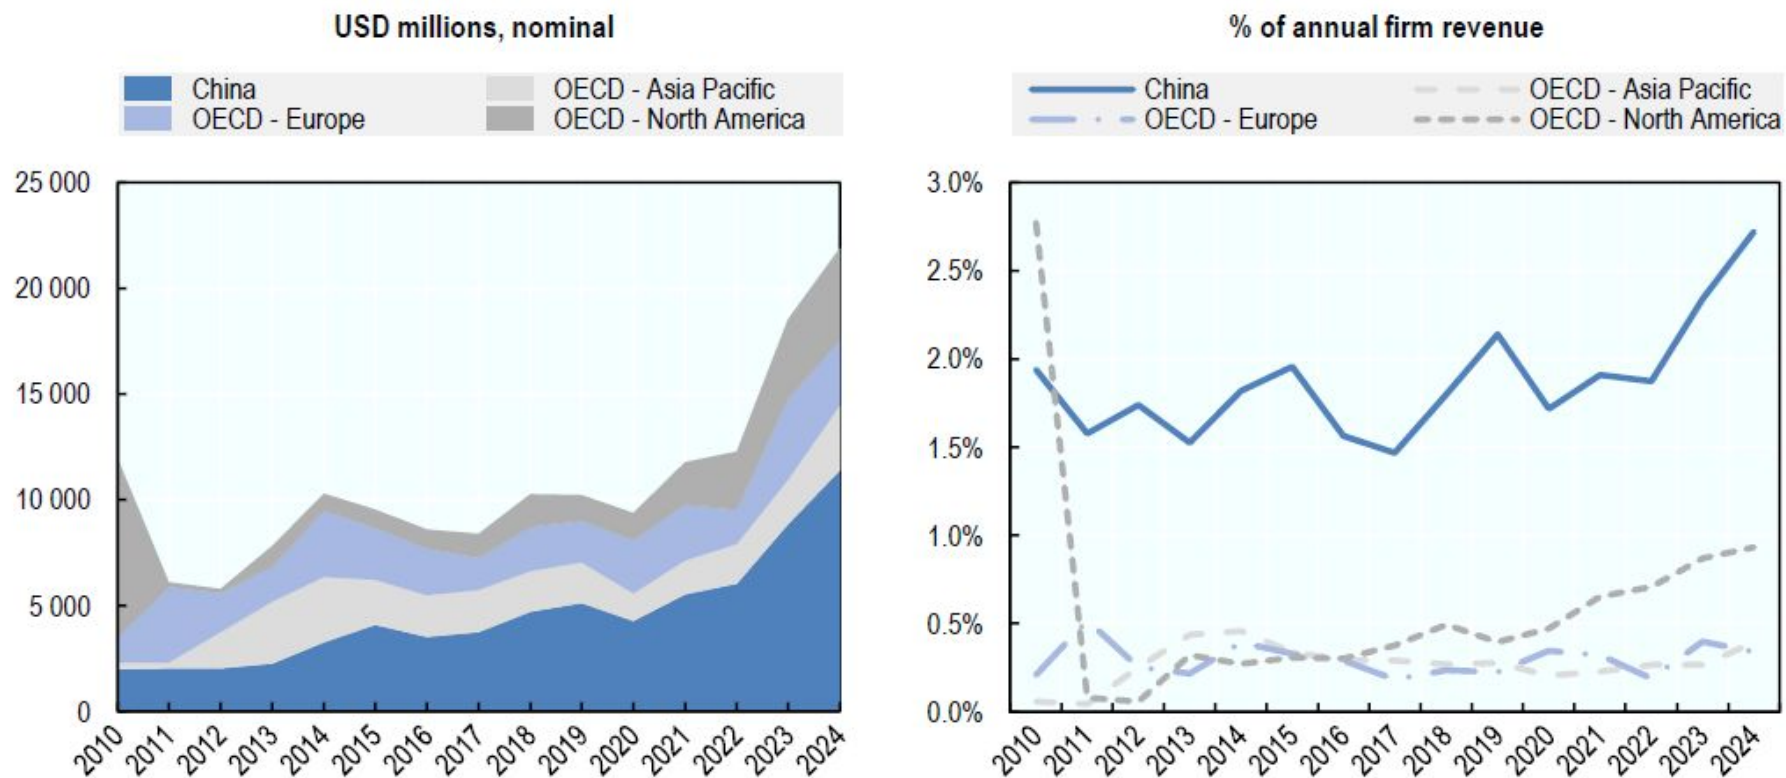 USD millions, nominal
China
OECD - Asia Pacific
OECD - Europe
OECD - North America
25 000
20 000
15 000
10 000
5 000
0
2010 2011 2012 2013 2014 2015 2016 2017 2018 2019 2020 2021 2022 2023 2024
% of annual firm revenue
China
OECD - Asia Pacific
OECD - Europe
OECD - North America
3.0%
2.5%
2.0%
1.5%
1.0%
0.5%
0.0%
2010 2011 2012 2013 2014 2015 2016 2017 2018 2019 2020 2021 2022 2023 2024